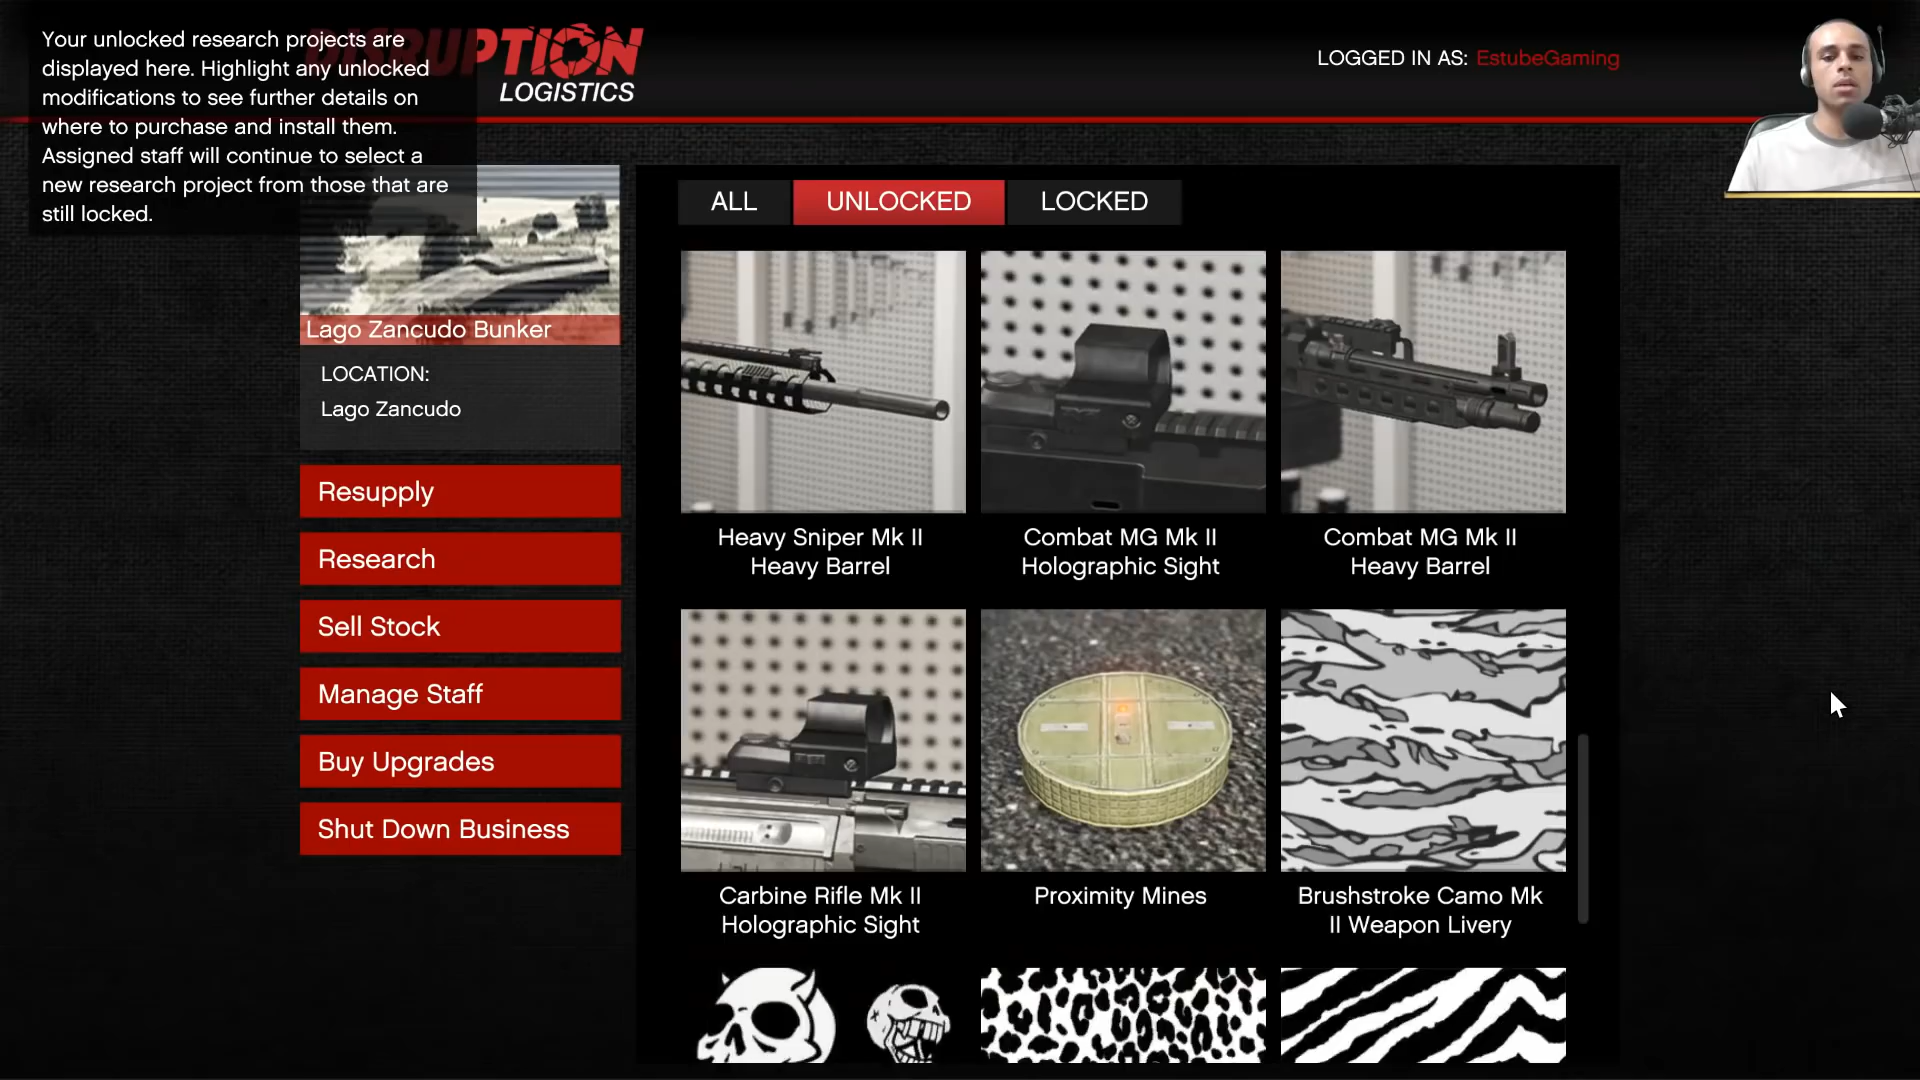 Your unlocked research projects are
displayed here. Highlight any unlocked
modifications to see further details on
where to purchase and install them.
Assigned staff will continue to select a
new research project from those that are
still locked.
DISRUPTION
LOGISTICS
LOGGED IN AS: EstubeGaming
Lago Zancudo Bunker
LOCATION:
Lago Zancudo
Resupply
Research
Sell Stock
Manage Staff
Buy Upgrades
Shut Down Business
ALL UNLOCKED LOCKED
Heavy Sniper Mk II
Heavy Barrel
Combat MG Mk II
Holographic Sight
Combat MG Mk II
Heavy Barrel
Carbine Rifle Mk II
Holographic Sight
Proximity Mines
Brushstroke Camo Mk
II Weapon Livery